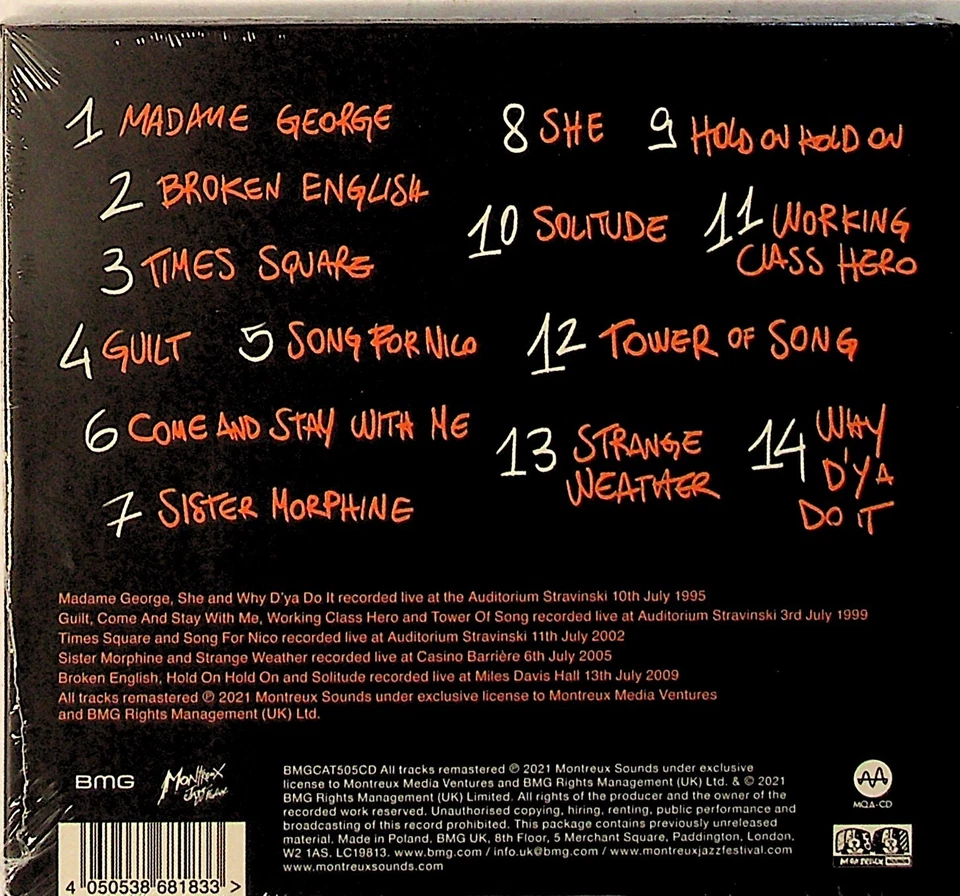 1 MADAME GEORGE
2 BROKEN ENGLISH
3 TIMES SQUARE
4 GUILT 5 SONG FOR NICO
6 COME AND STAY WITH ME
7 SISTER MORPHINE
8 SHE 9 HOLD ON HOLD ON
10 SOLITUDE 11 WORKING
CLASS HERO
12 TOWER OF SONG
13 STRANGE
WEATHER
14 WHY
D'YA
DO IT
Madame George, She and Why D'ya Do It recorded live at the Auditorium Stravinski 10th July 1995
Guilt, Come And Stay With Me, Working Class Hero and Tower Of Song recorded live at Auditorium Stravinski 3rd July 1999
Times Square and Song For Nico recorded live at Auditorium Stravinski 11th July 2002
Sister Morphine and Strange Weather recorded live at Casino Barrière 6th July 2005
Broken English, Hold On Hold On and Solitude recorded live at Miles Davis Hall 13th July 2009
All tracks remastered ℗ 2021 Montreux Sounds under exclusive license to Montreux Media Ventures
and BMG Rights Management (UK) Ltd.
BMG
Montreux
Jazz Festival
BMGCAT505CD All tracks remastered ℗ 2021 Montreux Sounds under exclusive
license to Montreux Media Ventures and BMG Rights Management (UK) Ltd. & © 2021
BMG Rights Management (UK) Limited. All rights of the producer and the owner of the
recorded work reserved. Unauthorised copying, hiring, renting, public performance and
broadcasting of this record prohibited. This package contains previously unreleased
material. Made in Poland. BMG UK, 8th Floor, 5 Merchant Square, Paddington, London,
W2 1AS. LC19813. www.bmg.com / info.uk@bmg.com / www.montreuxjazzfestival.com
www.montreuxsounds.com
MQA-CD
MONTREUX SOUNDS
4 050538 681833 >